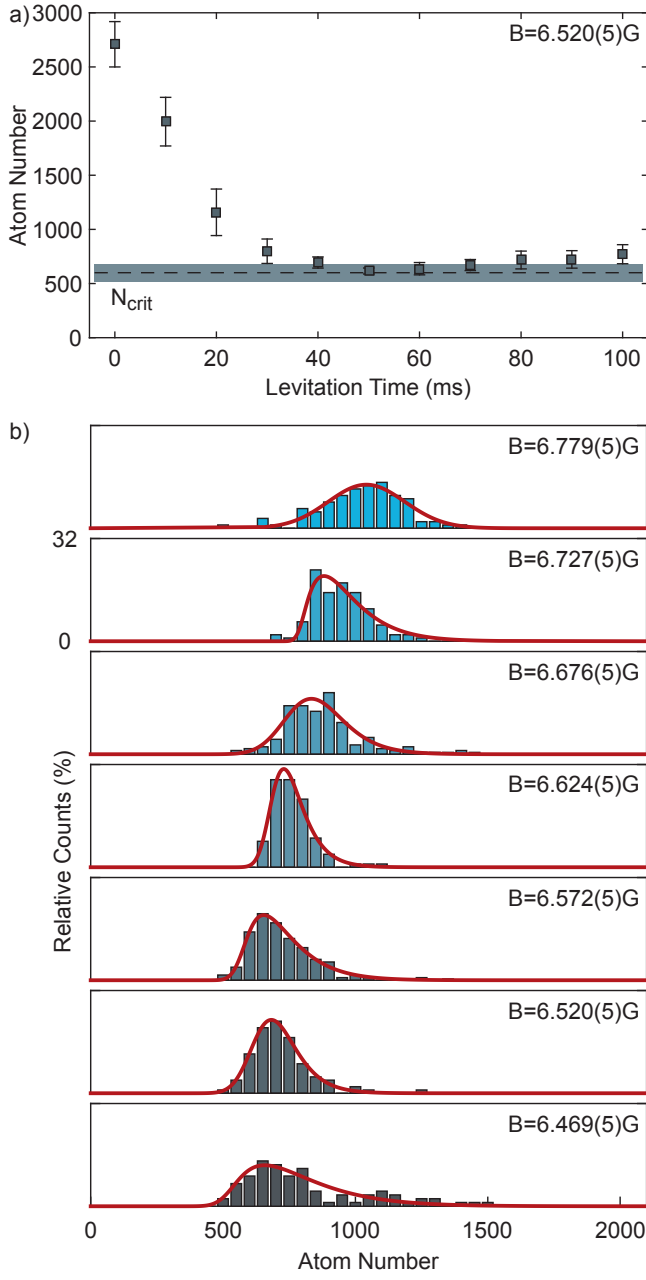 a)
B=6.520(5)G
3000
2500
2000
1500
1000
500
0
Atom Number
N_crit
0 20 40 60 80 100
Levitation Time (ms)
b)
B=6.779(5)G
32
B=6.727(5)G
0
B=6.676(5)G
B=6.624(5)G
Relative Counts (%)
B=6.572(5)G
B=6.520(5)G
B=6.469(5)G
0 500 1000 1500 2000
Atom Number